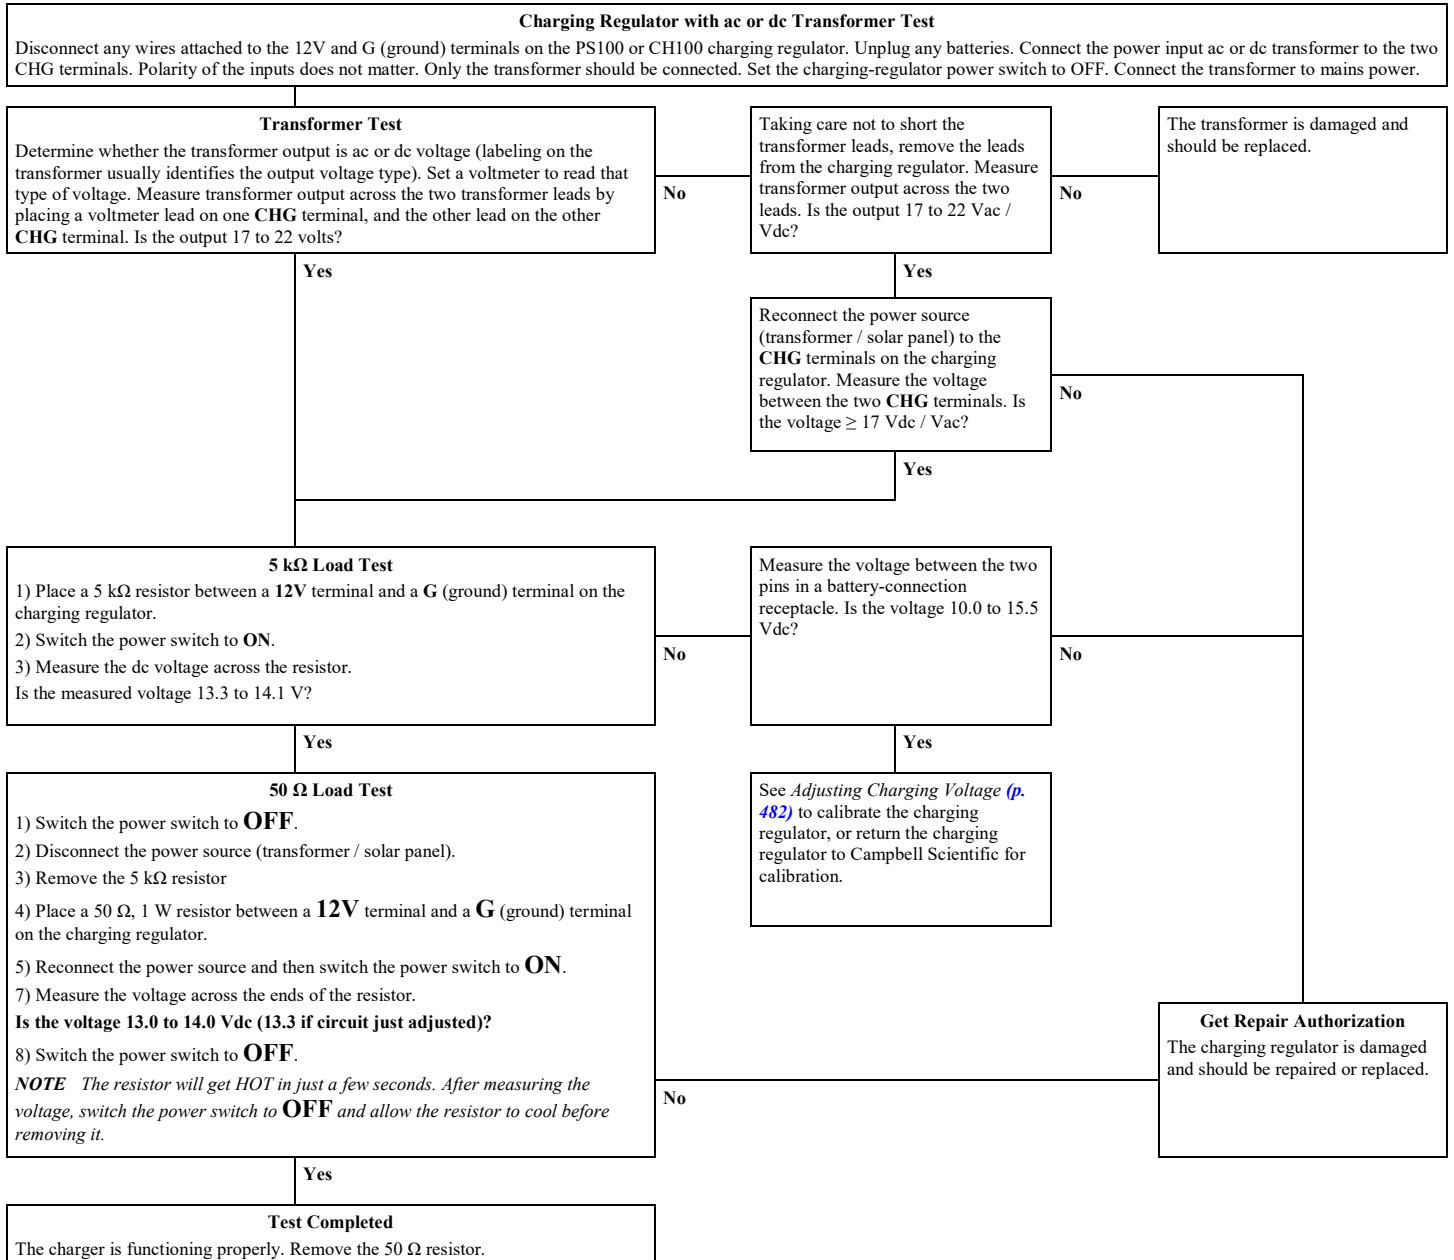 Charging Regulator with ac or dc Transformer Test
Disconnect any wires attached to the 12V and G (ground) terminals on the PS100 or CH100 charging regulator. Unplug any batteries. Connect the power input ac or dc transformer to the two
CHG terminals. Polarity of the inputs does not matter. Only the transformer should be connected. Set the charging-regulator power switch to OFF. Connect the transformer to mains power.
Transformer Test
Determine whether the transformer output is ac or dc voltage (labeling on the
transformer usually identifies the output voltage type). Set a voltmeter to read that
type of voltage. Measure transformer output across the two transformer leads by
placing a voltmeter lead on one CHG terminal, and the other lead on the other
CHG terminal. Is the output 17 to 22 volts?
No
Taking care not to short the
transformer leads, remove the leads
from the charging regulator. Measure
transformer output across the two
leads. Is the output 17 to 22 Vac /
Vdc?
No
The transformer is damaged and
should be replaced.
Yes
Yes
Reconnect the power source
(transformer / solar panel) to the
CHG terminals on the charging
regulator. Measure the voltage
between the two CHG terminals. Is
the voltage ≥ 17 Vdc / Vac?
No
Yes
5 kΩ Load Test
1) Place a 5 kΩ resistor between a 12V terminal and a G (ground) terminal on the
charging regulator.
2) Switch the power switch to ON.
3) Measure the dc voltage across the resistor.
Is the measured voltage 13.3 to 14.1 V?
No
Measure the voltage between the two
pins in a battery-connection
receptacle. Is the voltage 10.0 to 15.5
Vdc?
No
Yes
Yes
50 Ω Load Test
1) Switch the power switch to OFF.
2) Disconnect the power source (transformer / solar panel).
3) Remove the 5 kΩ resistor
4) Place a 50 Ω, 1 W resistor between a 12V terminal and a G (ground) terminal
on the charging regulator.
5) Reconnect the power source and then switch the power switch to ON.
7) Measure the voltage across the ends of the resistor.
Is the voltage 13.0 to 14.0 Vdc (13.3 if circuit just adjusted)?
8) Switch the power switch to OFF.
NOTE The resistor will get HOT in just a few seconds. After measuring the
voltage, switch the power switch to OFF and allow the resistor to cool before
removing it.
See Adjusting Charging Voltage (p.
482) to calibrate the charging
regulator, or return the charging
regulator to Campbell Scientific for
calibration.
No
Get Repair Authorization
The charging regulator is damaged
and should be repaired or replaced.
Yes
Test Completed
The charger is functioning properly. Remove the 50 Ω resistor.